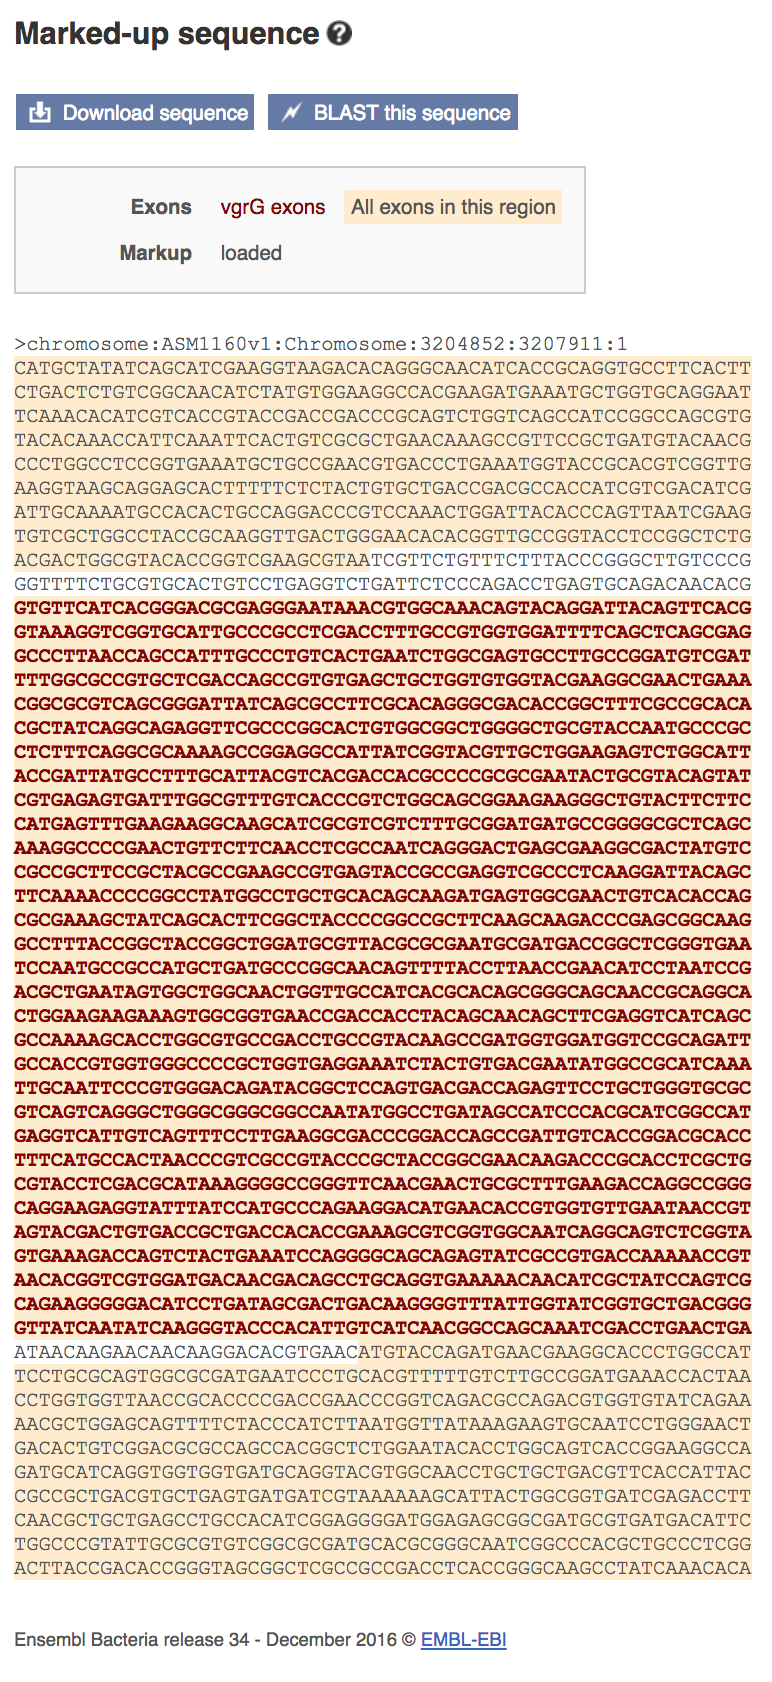 Marked-up sequence ?
Download sequence
BLAST this sequence
Exons vgrG exons All exons in this region
Markup loaded
>chromosome:ASM1160v1:Chromosome:3204852:3207911:1
CATGCTATATCAGCATCGAAGGTAAGACACAGGGCAACATCACCGCAGGTGCCTTCACTT
CTGACTCTGTCGGCAACATCTATGTGGAAGGCCACGAAGATGAAATGCTGGTGCAGGAAT
TCAAACACATCGTCACCGTACCGACCGACCCGCAGTCTGGTCAGCCATCCGGCCAGCGTG
TACACAAACCATTCAAATTCACTGTCGCGCTGAACAAAGCCGTTCCGCTGATGTACAACG
CCCTGGCCTCCGGTGAAATGCTGCCGAACGTGACCCTGAAATGGTACCGCACGTCGGTTG
AAGGTAAGCAGGAGCACTTTTTCTCTACTGTGCTGACCGACGCCACCATCGTCGACATCG
ATTGCAAAATGCCACACTGCCAGGACCCGTCCAAACTGGATTACACCCAGTTAATCGAAG
TGTCGCTGGCCTACCGCAAGGTTGACTGGGAACACACGGTTGCCGGTACCTCCGGCTCTG
ACGACTGGCGTACACCGGTCGAAGCGTAATCGTTCTGTTTCTTTACCCGGGCTTGTCCCG
GGTTTTCTGCGTGCACTGTCCTGAGGTCTGATTCTCCCAGACCTGAGTGCAGACAACACG
GTGTTCATCACGGGACGCGAGGGAATAAACGTGGCAAACAGTACAGGATTACAGTTCACG
GTAAAGGTCGGTGCATTGCCCGCCTCGACCTTTGCCGTGGTGGATTTTCAGCTCAGCGAG
GCCCTTAACCAGCCATTTGCCCTGTCACTGAATCTGGCGAGTGCCTTGCCGGATGTCGAT
TTTGGCGCCGTGCTCGACCAGCCGTGTGAGCTGCTGGTGTGGTACGAAGGCGAACTGAAA
CGGCGCGTCAGCGGGATTATCAGCGCCTTCGCACAGGGCGACACCGGCTTTCGCCGCACA
CGCTATCAGGCAGAGGTTCGCCCGGCACTGTGGCGGCTGGGGCTGCGTACCAATGCCCGC
CTCTTTCAGGCGCAAAAGCCGGAGGCCATTATCGGTACGTTGCTGGAAGAGTCTGGCATT
ACCGATTATGCCTTTGCATTACGTCACGACCACGCCCCGCGCGAATACTGCGTACAGTAT
CGTGAGAGTGATTTGGCGTTTGTCACCCGTCTGGCAGCGGAAGAAGGGCTGTACTTCTTC
CATGAGTTTGAAGAAGGCAAGCATCGCGTCGTCTTTGCGGATGATGCCGGGGCGCTCAGC
AAAGGCCCCGAACTGTTCTTCAACCTCGCCAATCAGGGACTGAGCGAAGGCGACTATGTC
CGCCGCTTCCGCTACGCCGAAGCCGTGAGTACCGCCGAGGTCGCCCTCAAGGATTACAGC
TTCAAAACCCCGGCCTATGGCCTGCTGCACAGCAAGATGAGTGGCGAACTGTCACACCAG
CGCGAAAGCTATCAGCACTTCGGCTACCCCGGCCGCTTCAAGCAAGACCCGAGCGGCAAG
GCCTTTACCGGCTACCGGCTGGATGCGTTACGCGCGAATGCGATGACCGGCTCGGGTGAA
TCCAATGCCGCCATGCTGATGCCCGGCAACAGTTTTACCTTAACCGAACATCCTAATCCG
ACGCTGAATAGTGGCTGGCAACTGGTTGCCATCACGCACAGCGGGCAGCAACCGCAGGCA
CTGGAAGAAGAAAGTGGCGGTGAACCGACCACCTACAGCAACAGCTTCGAGGTCATCAGC
GCCAAAAGCACCTGGCGTGCCGACCTGCCGTACAAGCCGATGGTGGATGGTCCGCAGATT
GCCACCGTGGTGGGCCCCGCTGGTGAGGAAATCTACTGTGACGAATATGGCCGCATCAAA
TTGCAATTCCCGTGGGACAGATACGGCTCCAGTGACGACCAGAGTTCCTGCTGGGTGCGC
GTCAGTCAGGGCTGGGCGGGCGGCCAATATGGCCTGATAGCCATCCCACGCATCGGCCAT
GAGGTCATTGTCAGTTTCCTTGAAGGCGACCCGGACCAGCCGATTGTCACCGGACGCACC
TTTCATGCCACTAACCCGTCGCCGTACCCGCTACCGGCGAACAAGACCCGCACCTCGCTG
CGTACCTCGACGCATAAAGGGGCCGGGTTCAACGAACTGCGCTTTGAAGACCAGGCCGGG
CAGGAAGAGGTATTTATCCATGCCCAGAAGGACATGAACACCGTGGTGTTGAATAACCGT
AGTACGACTGTGACCGCTGACCACACCGAAAGCGTCGGTGGCAATCAGGCAGTCTCGGTA
GTGAAAGACCAGTCTACTGAAATCCAGGGGCAGCAGAGTATCGCCGTGACCAAAAACCGT
AACACGGTCGTGGATGACAACGACAGCCTGCAGGTGAAAAACAACATCGCTATCCAGTCG
CAGAAGGGGGACATCCTGATAGCGACTGACAAGGGGTTTATTGGTATCGGTGCTGACGGG
GTTATCAATATCAAGGGTACCCACATTGTCATCAACGGCCAGCAAATCGACCTGAACTGA
ATAACAAGAACAACAAGGACACGTGAACATGTACCAGATGAACGAAGGCACCCTGGCCAT
TCCTGCGCAGTGGCGCGATGAATCCCTGCACGTTTTTGTCTTGCCGGATGAAACCACTAA
CCTGGTGGTTAACCGCACCCCGACCGAACCCGGTCAGACGCCAGACGTGGTGTATCAGAA
AACGCTGGAGCAGTTTTCTACCCATCTTAATGGTTATAAAGAAGTGCAATCCTGGGAACT
GACACTGTCGGACGCGCCAGCCACGGCTCTGGAATACACCTGGCAGTCACCGGAAGGCCA
GATGCATCAGGTGGTGGTGATGCAGGTACGTGGCAACCTGCTGCTGACGTTCACCATTAC
CGCCGCTGACGTGCTGAGTGATGATCGTAAAAAAGCATTACTGGCGGTGATCGAGACCTT
CAACGCTGCTGAGCCTGCCACATCGGAGGGGATGGAGAGCGGCGATGCGTGATGACATTC
TGGCCCGTATTGCGCGTGTCGGCGCGATGCACGCGGGCAATCGGCCCACGCTGCCCTCGG
ACTTACCGACACCGGGTAGCGGCTCGCCGCCGACCTCACCGGGCAAGCCTATCAAACACA
Ensembl Bacteria release 34 - December 2016 © EMBL-EBI